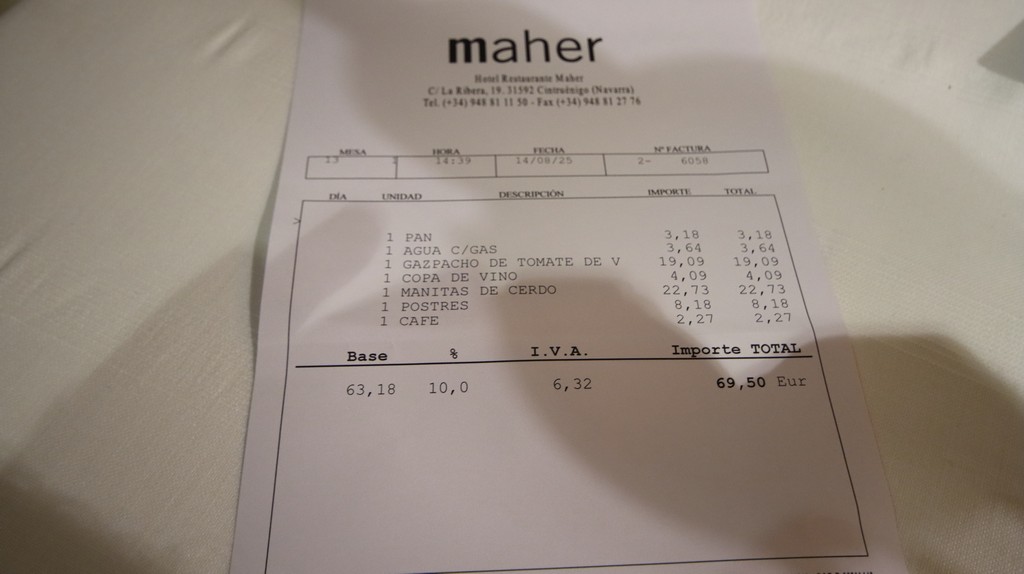 maher
Hotel Restaurante Maher
C/ La Ribera, 19. 31592 Cintruénigo (Navarra)
Tel. (+34) 948 81 11 50 - Fax (+34) 948 81 27 76
MESA HORA FECHA Nº FACTURA
13 1 14:39 14/08/25 2- 6058
DÍA UNIDAD DESCRIPCIÓN IMPORTE TOTAL
>
1 PAN 3,18 3,18
1 AGUA C/GAS 3,64 3,64
1 GAZPACHO DE TOMATE DE V 19,09 19,09
1 COPA DE VINO 4,09 4,09
1 MANITAS DE CERDO 22,73 22,73
1 POSTRES 8,18 8,18
1 CAFE 2,27 2,27
Base % I.V.A. Importe TOTAL
63,18 10,0 6,32 69,50 Eur